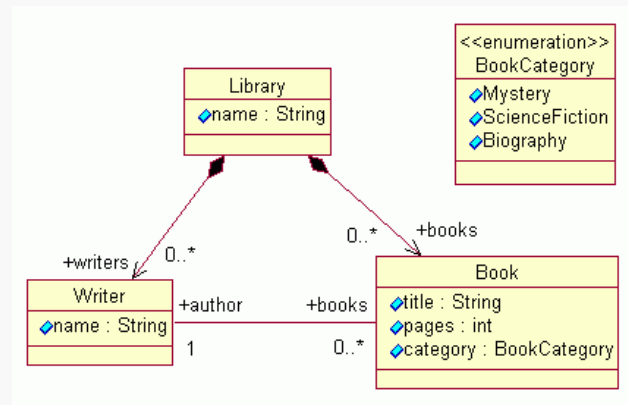 <<enumeration>>
BookCategory
Mystery
ScienceFiction
Biography
Library
name : String
+writers
0..*
0..*
+books
Writer
name : String
+author
1
+books
0..*
Book
title : String
pages : int
category : BookCategory